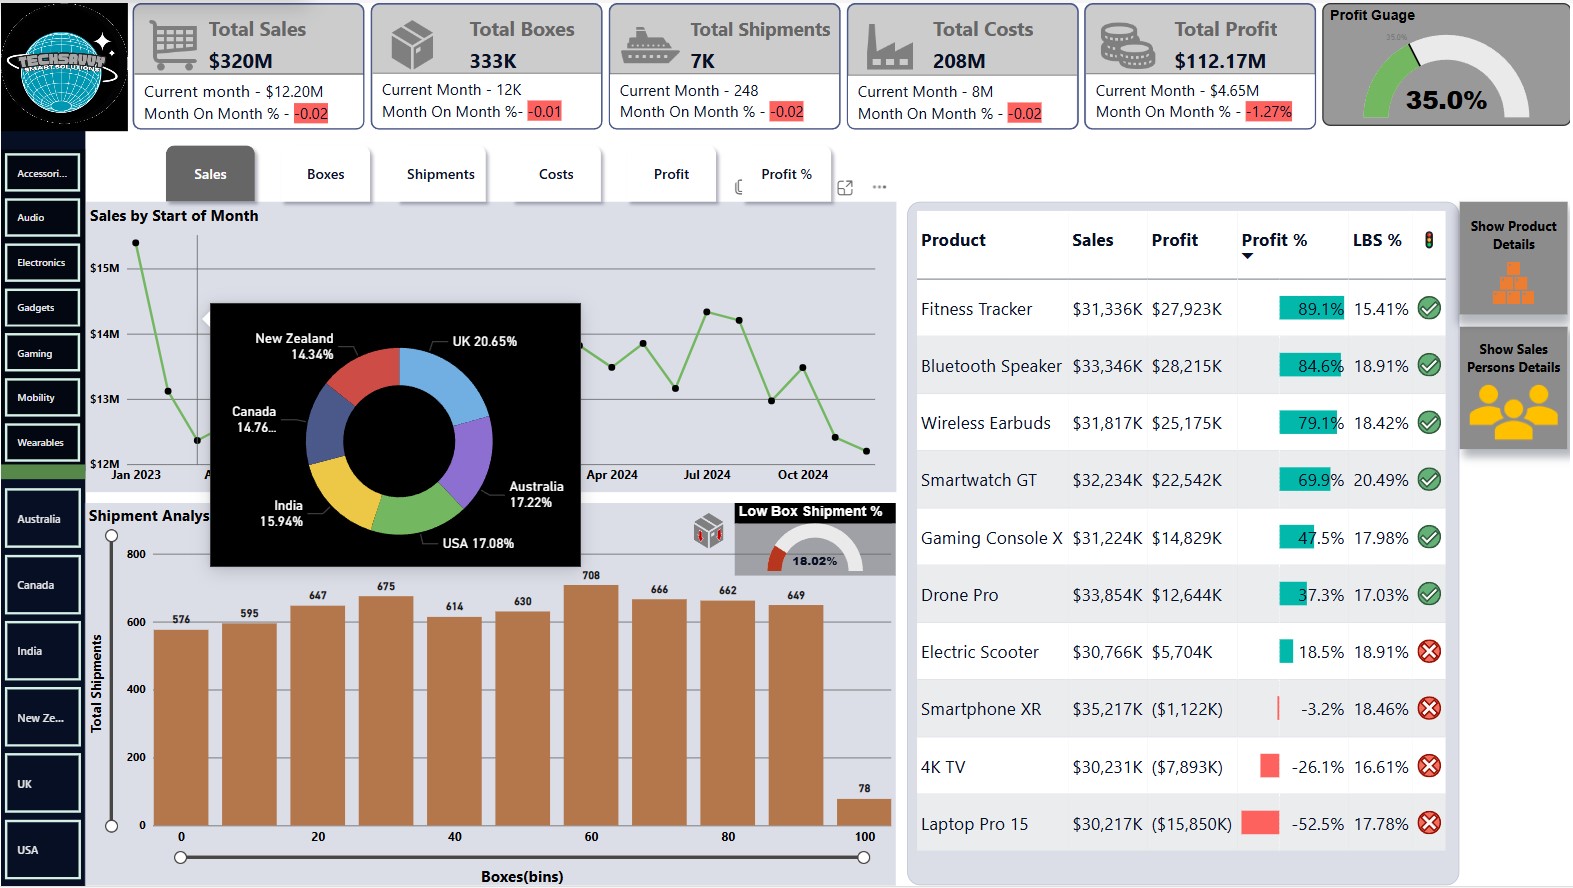 TECHSAVVY
SMART SOLUTIONS
Total Sales
$320M
Current month - $12.20M
Month On Month % - -0.02
Total Boxes
333K
Current Month - 12K
Month On Month %- -0.01
Total Shipments
7K
Current Month - 248
Month On Month % - -0.02
Total Costs
208M
Current Month - 8M
Month On Month % - -0.02
Total Profit
$112.17M
Current Month - $4.65M
Month On Month % - -1.27%
Profit Guage
35.0%
35.0%
Accessori...
Audio
Electronics
Gadgets
Gaming
Mobility
Wearables
Australia
Canada
India
New Ze...
UK
USA
Sales
Boxes
Shipments
Costs
Profit
Profit %
Sales by Start of Month
$15M
$14M
$13M
$12M
Jan 2023
A
Apr 2024
Jul 2024
Oct 2024
New Zealand
14.34%
UK 20.65%
Canada
14.76...
Australia
17.22%
India
15.94%
USA 17.08%
Shipment Analys
Low Box Shipment %
18.02%
Total Shipments
800
600
400
200
0
576
595
647
675
614
630
708
666
662
649
78
0
20
40
60
80
100
Boxes(bins)
Product Sales Profit Profit % LBS %
Fitness Tracker $31,336K $27,923K 89.1% 15.41%
Bluetooth Speaker $33,346K $28,215K 84.6% 18.91%
Wireless Earbuds $31,817K $25,175K 79.1% 18.42%
Smartwatch GT $32,234K $22,542K 69.9% 20.49%
Gaming Console X $31,224K $14,829K 47.5% 17.98%
Drone Pro $33,854K $12,644K 37.3% 17.03%
Electric Scooter $30,766K $5,704K 18.5% 18.91%
Smartphone XR $35,217K ($1,122K) -3.2% 18.46%
4K TV $30,231K ($7,893K) -26.1% 16.61%
Laptop Pro 15 $30,217K ($15,850K) -52.5% 17.78%
Show Product
Details
Show Sales
Persons Details